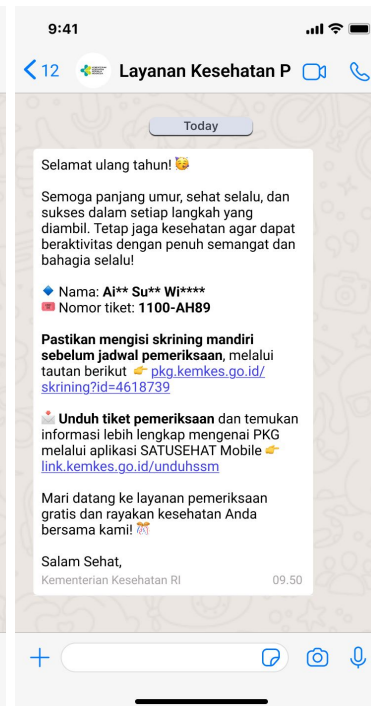 9:41
12 Layanan Kesehatan P
Today
Selamat ulang tahun! 🥳
Semoga panjang umur, sehat selalu, dan
sukses dalam setiap langkah yang
diambil. Tetap jaga kesehatan agar dapat
beraktivitas dengan penuh semangat dan
bahagia selalu!
🔹 Nama: Ai** Su** Wi****
🎟️ Nomor tiket: 1100-AH89
Pastikan mengisi skrining mandiri
sebelum jadwal pemeriksaan, melalui
tautan berikut 👉 pkg.kemkes.go.id/
skrining?id=4618739
📩 Unduh tiket pemeriksaan dan temukan
informasi lebih lengkap mengenai PKG
melalui aplikasi SATUSEHAT Mobile 👉
link.kemkes.go.id/unduhssm
Mari datang ke layanan pemeriksaan
gratis dan rayakan kesehatan Anda
bersama kami! 🎊
Salam Sehat,
Kementerian Kesehatan RI 09.50